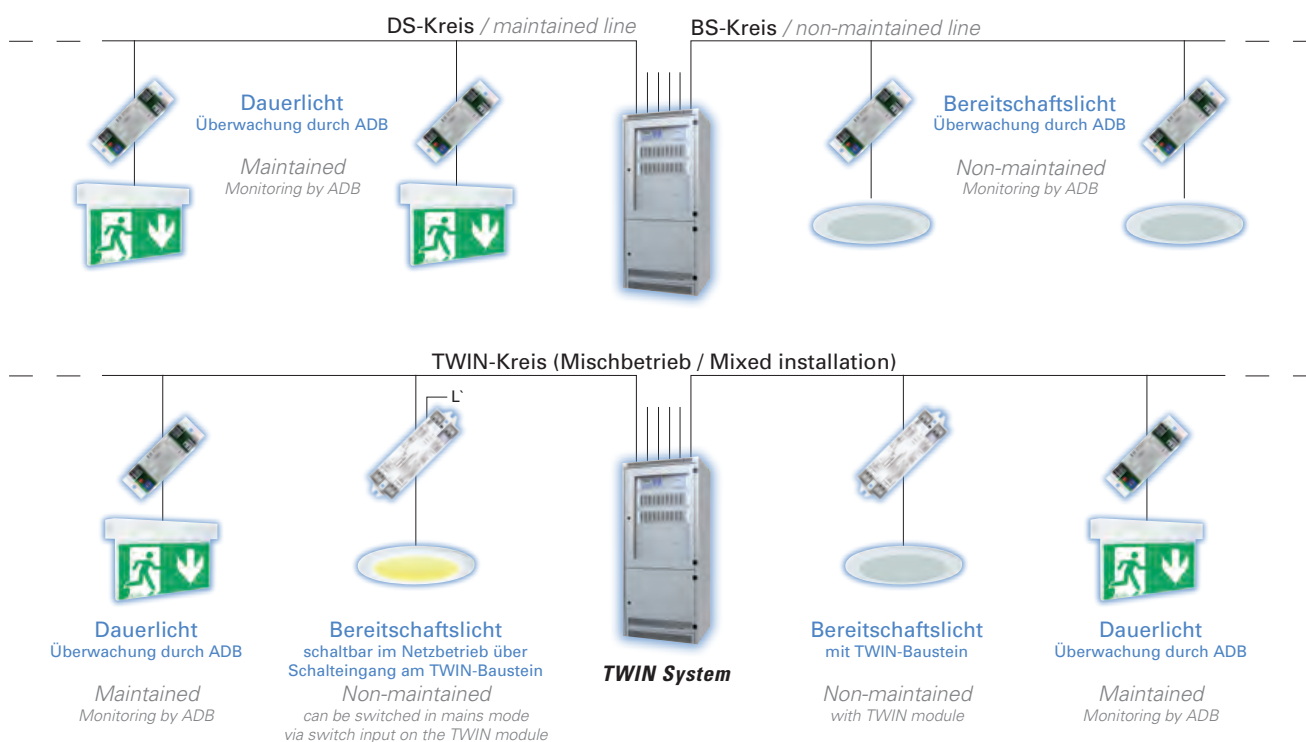 DS-Kreis / maintained line
BS-Kreis / non-maintained line
Dauerlicht
Überwachung durch ADB
Maintained
Monitoring by ADB
Bereitschaftslicht
Überwachung durch ADB
Non-maintained
Monitoring by ADB
TWIN-Kreis (Mischbetrieb / Mixed installation)
L`
Dauerlicht
Überwachung durch ADB
Maintained
Monitoring by ADB
Bereitschaftslicht
schaltbar im Netzbetrieb über
Schalteingang am TWIN-Baustein
Non-maintained
can be switched in mains mode
via switch input on the TWIN module
TWIN System
Bereitschaftslicht
mit TWIN-Baustein
Non-maintained
with TWIN module
Dauerlicht
Überwachung durch ADB
Maintained
Monitoring by ADB